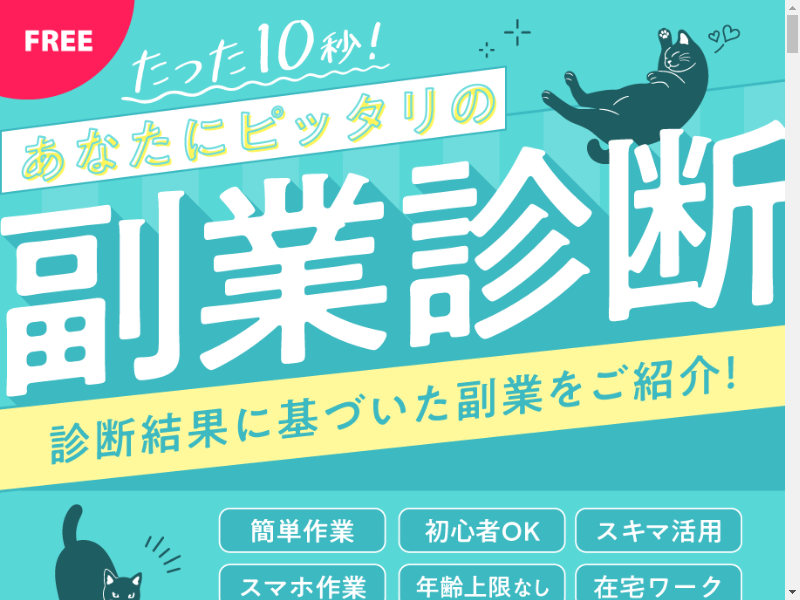 FREE
たった10秒!
あなたにピッタリの
副業診断
診断結果に基づいた副業をご紹介!
簡単作業 初心者OK スキマ活用
スマホ作業 年齢上限なし 在宅ワーク